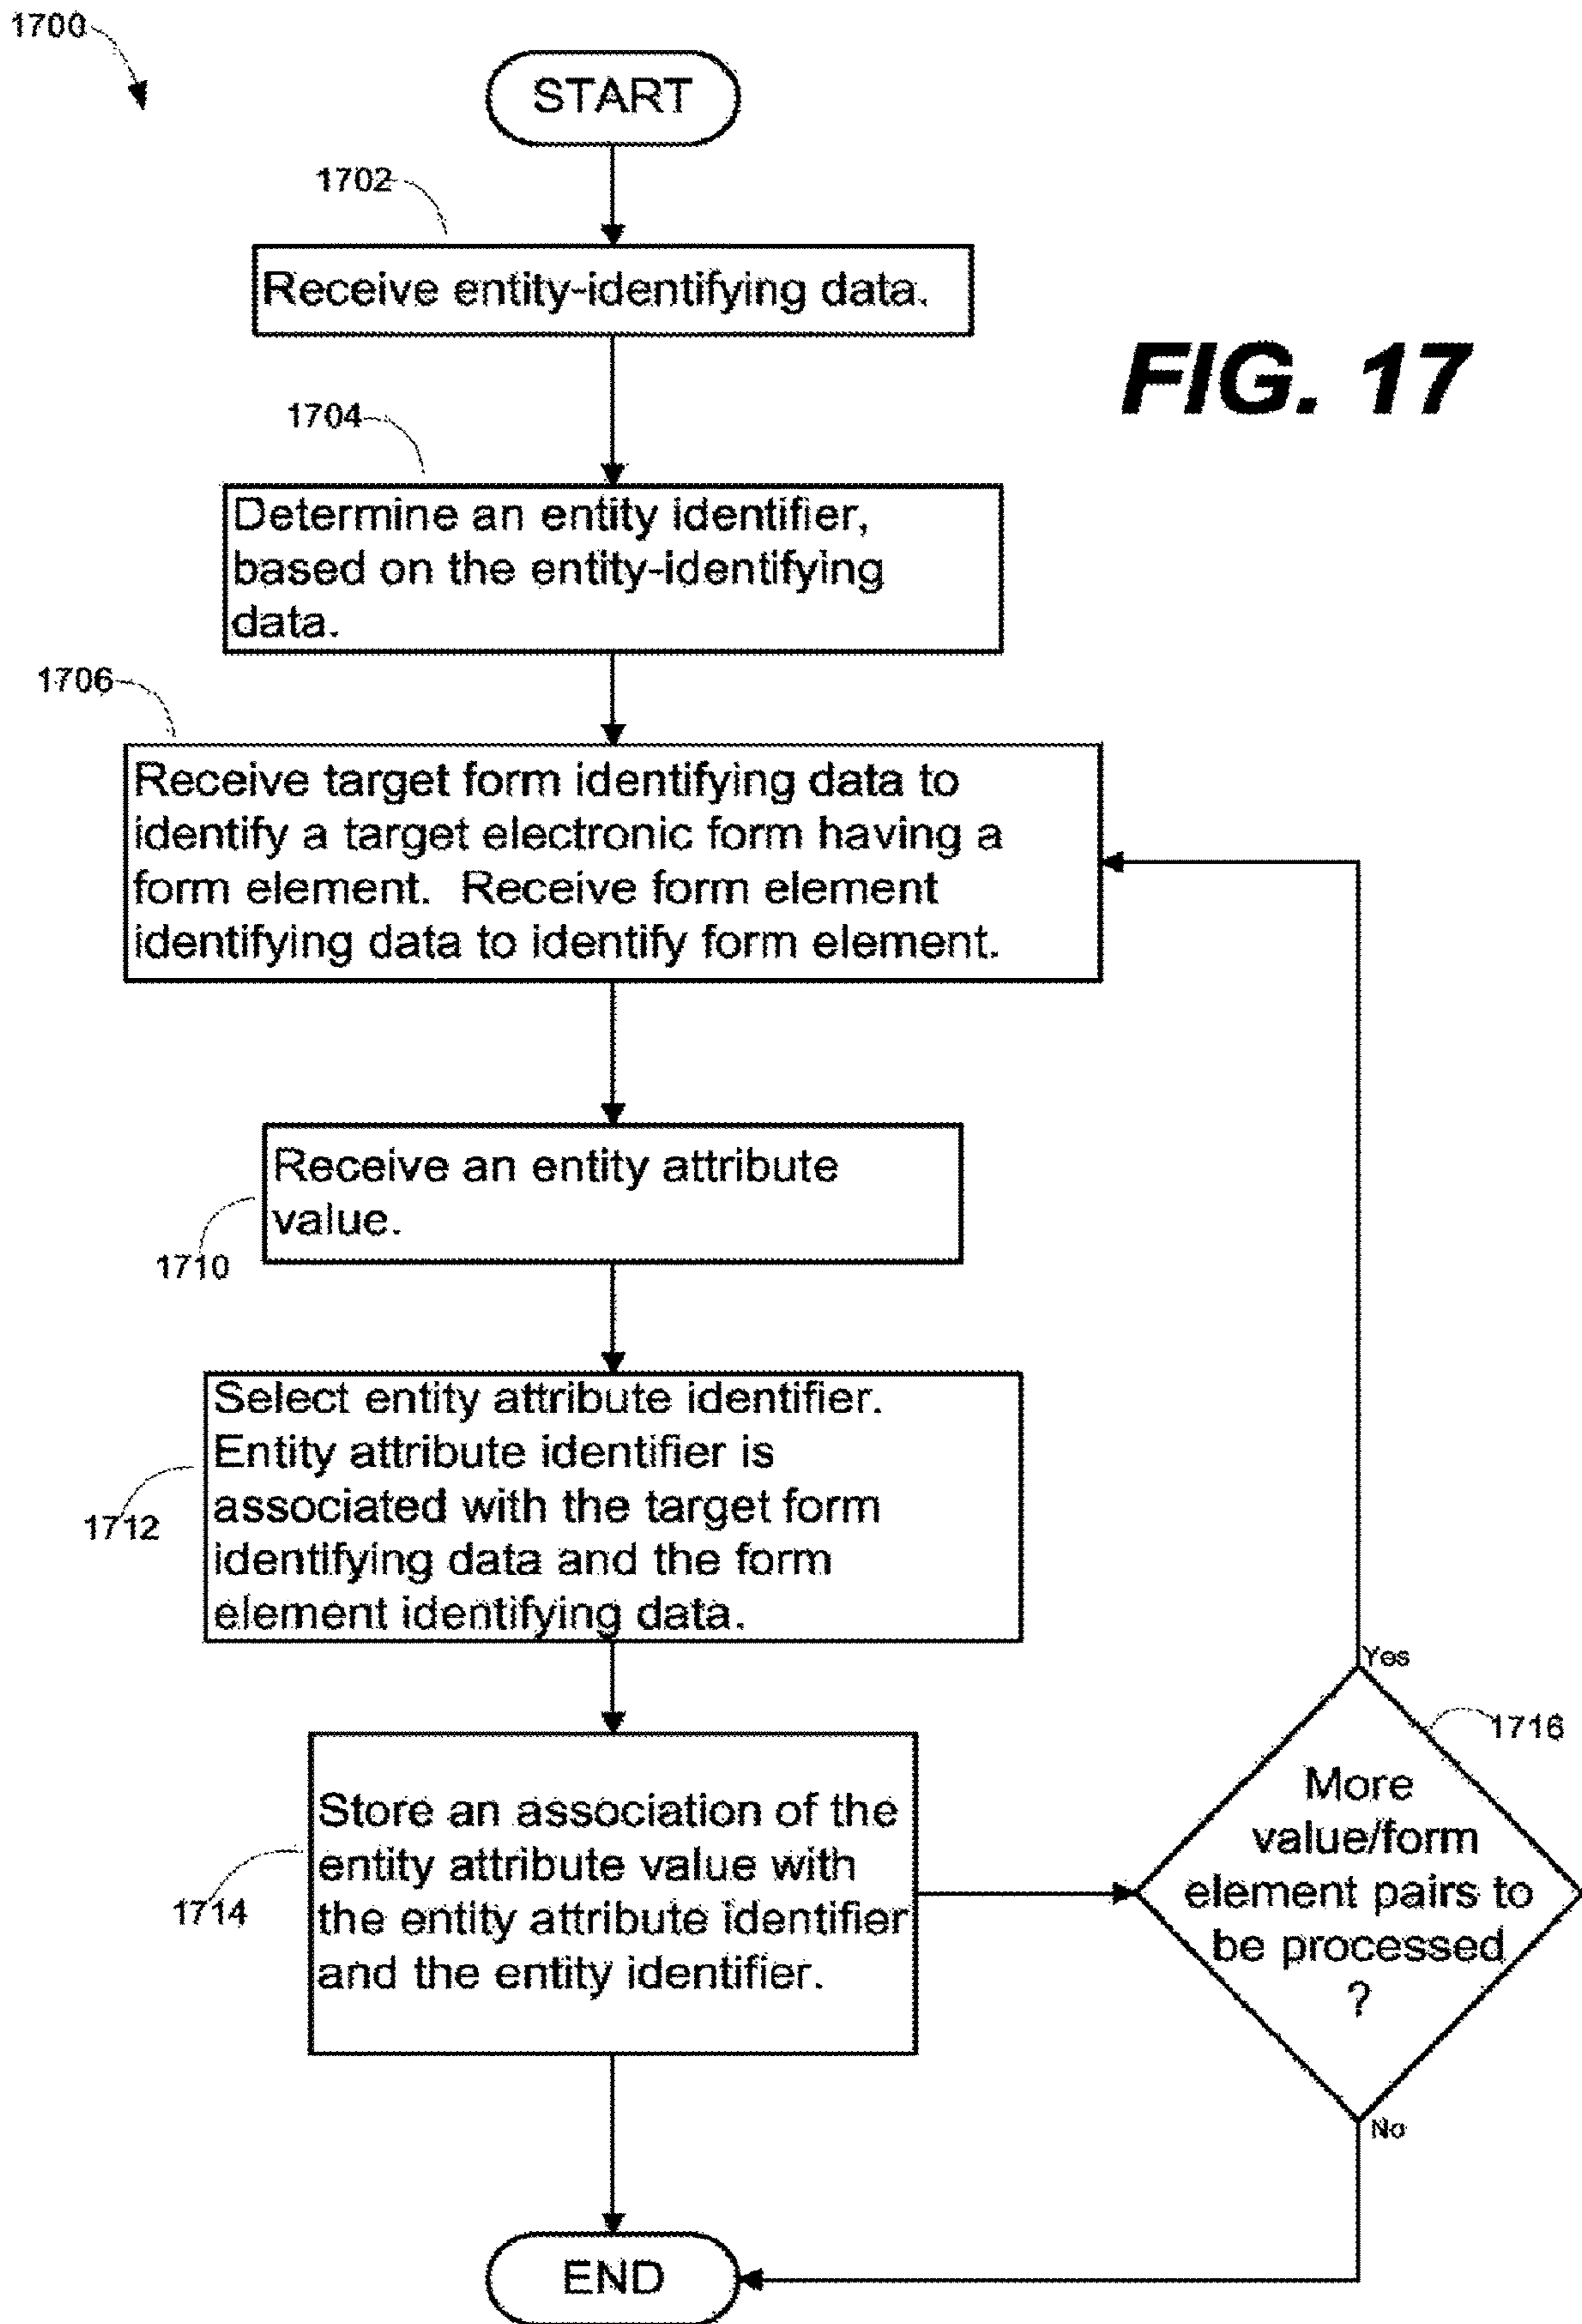 1700
START
1702
Receive entity-identifying data.
FIG. 17
1704
Determine an entity identifier,
based on the entity-identifying
data.
1706
Receive target form identifying data to
identify a target electronic form having a
form element.  Receive form element
identifying data to identify form element.
Receive an entity attribute
value.
1710
Select entity attribute identifier.
Entity attribute identifier is
associated with the target form
identifying data and the form
element identifying data.
1712
Yes
1716
More
value/form
element pairs to
be processed
?
Store an association of the
entity attribute value with
the entity attribute identifier
and the entity identifier.
1714
No
END